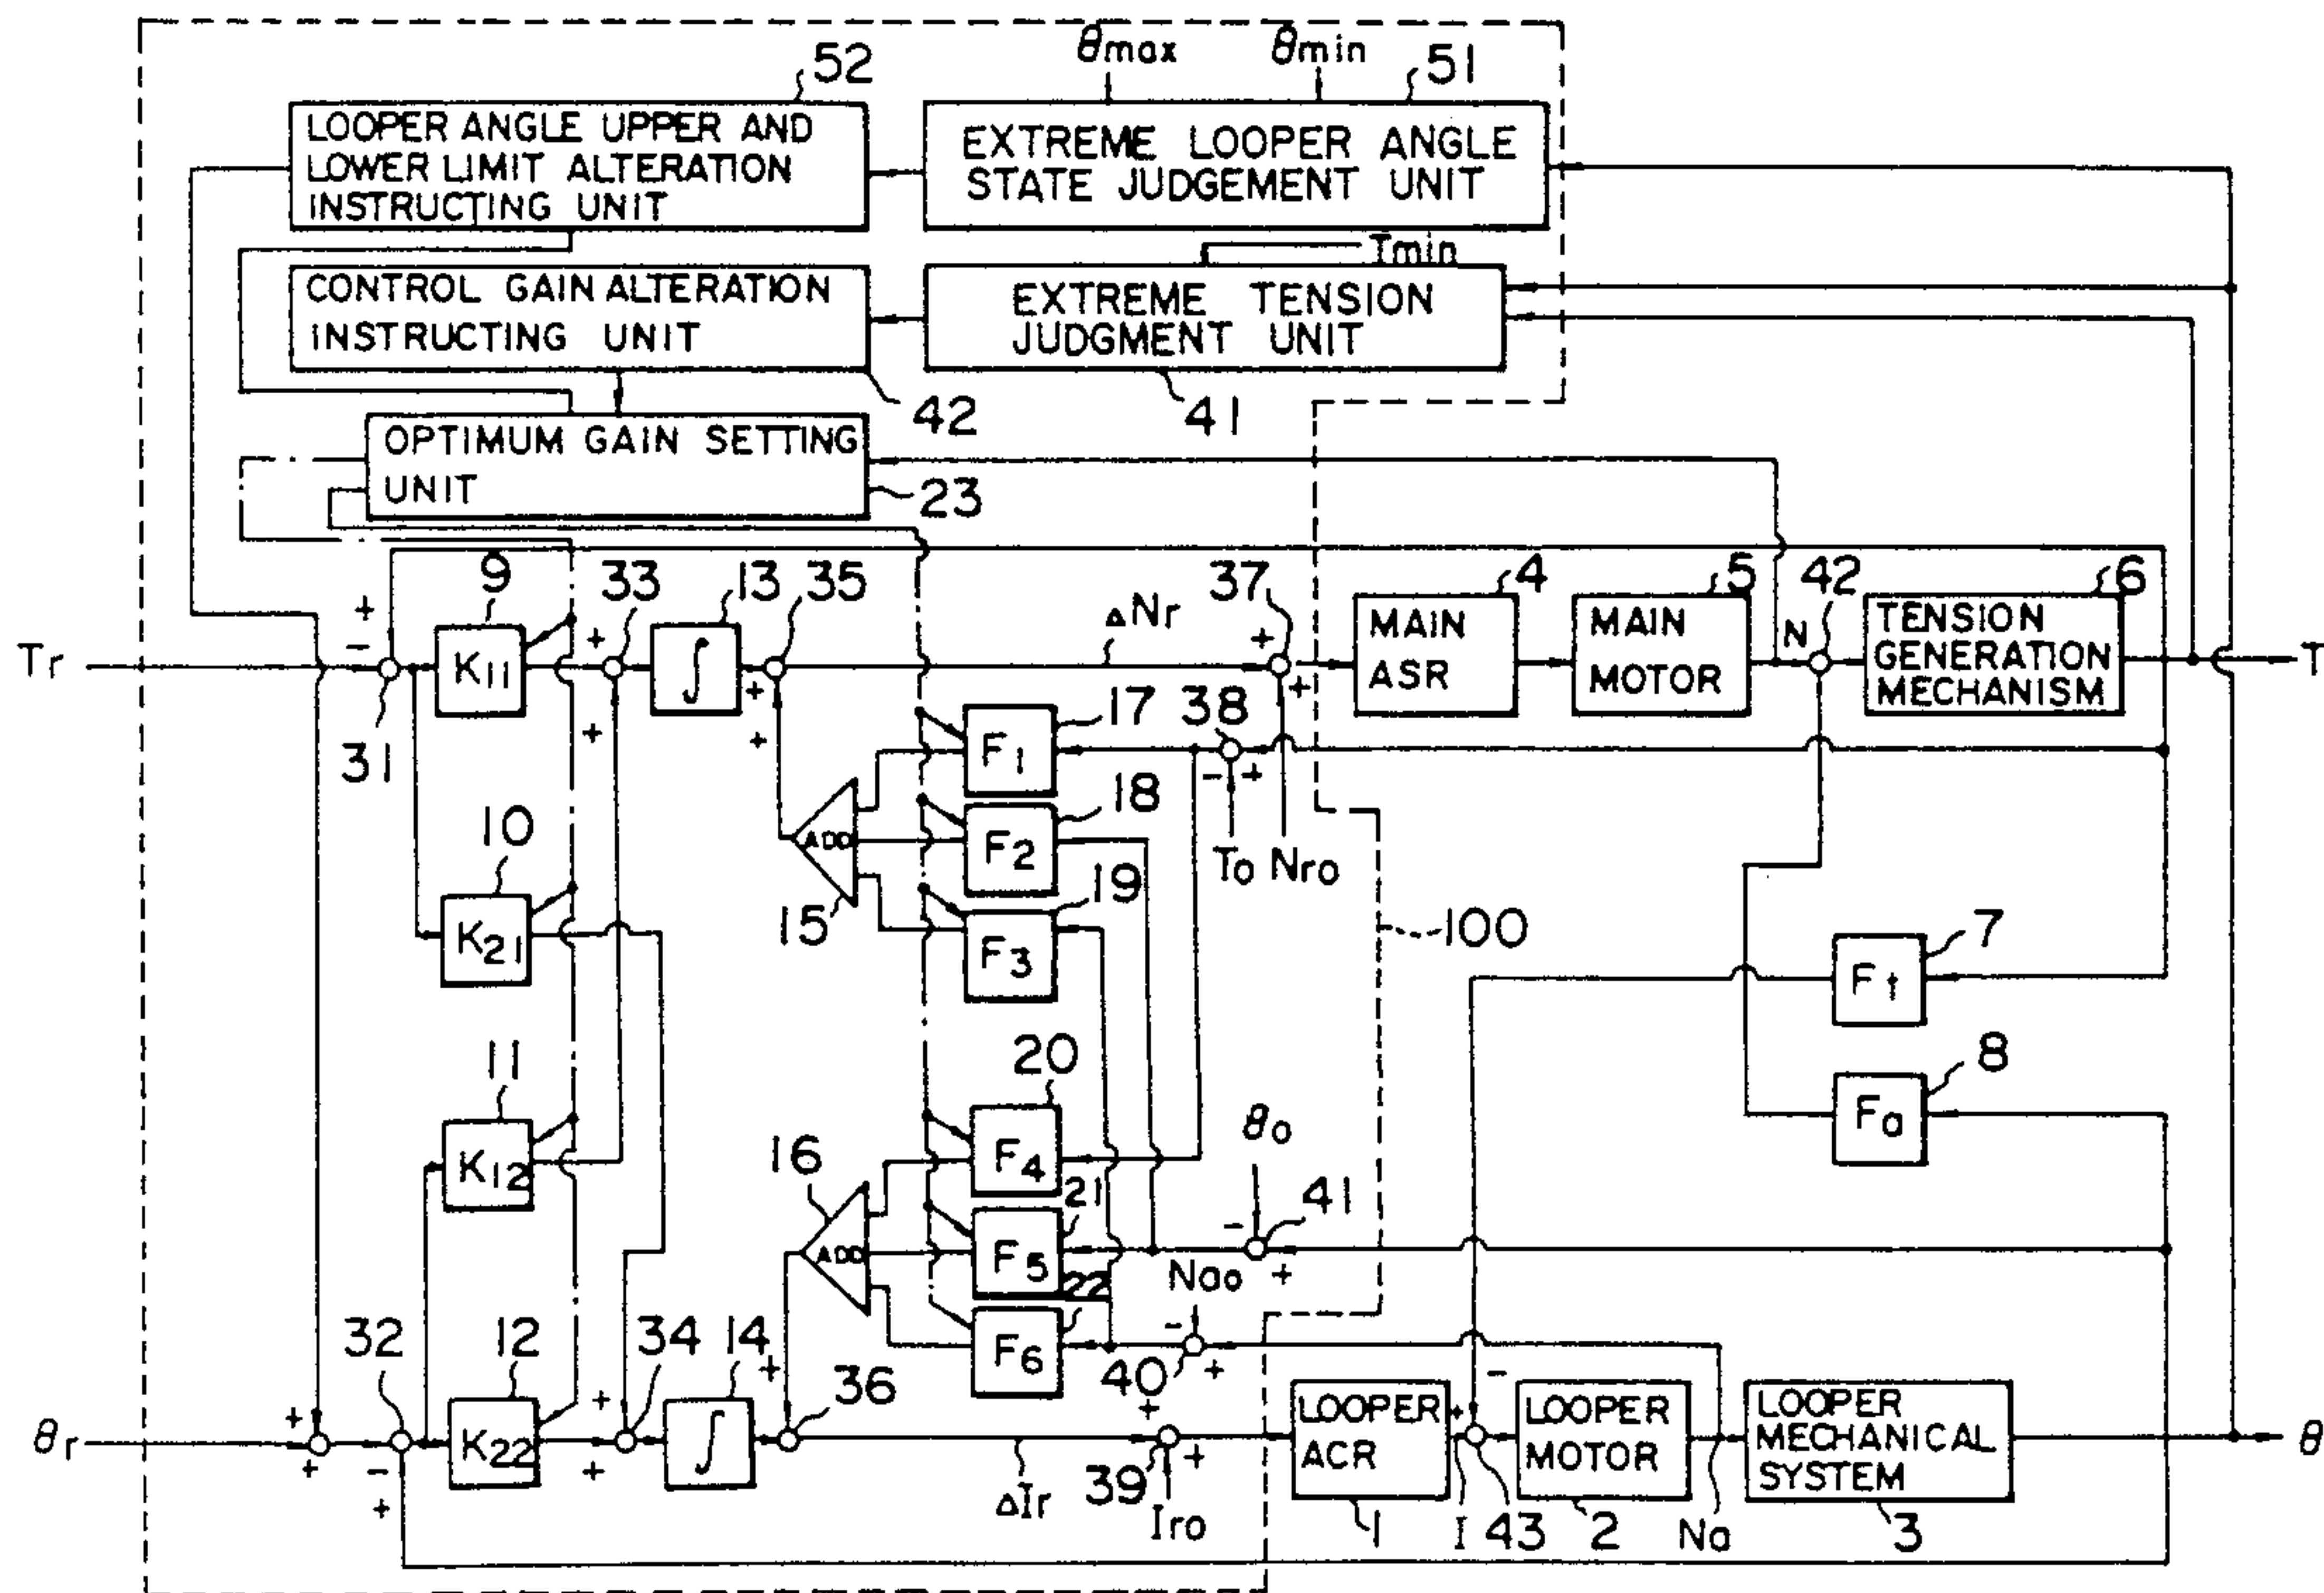 θmax
θmin
52
51
LOOPER ANGLE UPPER AND
LOWER LIMIT ALTERATION
INSTRUCTING UNIT
EXTREME LOOPER ANGLE
STATE JUDGEMENT UNIT
Tmin
CONTROL GAIN ALTERATION
INSTRUCTING UNIT
EXTREME TENSION
JUDGMENT UNIT
42
41
OPTIMUM GAIN SETTING
UNIT
23
9
33
13
35
37
4
5
42
6
+
-
+
ΔNr
+
MAIN
ASR
MAIN
MOTOR
N
TENSION
GENERATION
MECHANISM
Tr
K11
∫
+
+
T
31
+
+
17
38
F1
-
+
10
18
ADD
F2
To
Nro
15
19
K21
F3
100
7
Ft
11
20
8
θo
Fa
K12
16
F4
21
41
-
ADD
F5
Nao
+
22
32
12
34
14
+
F6
-
40
+
36
-
+
+
+
LOOPER
ACR
+
LOOPER
MOTOR
LOOPER
MECHANICAL
SYSTEM
θr
K22
∫
θ
+
-
+
+
ΔIr
39
+
Iro
1
I
43
2
Na
3